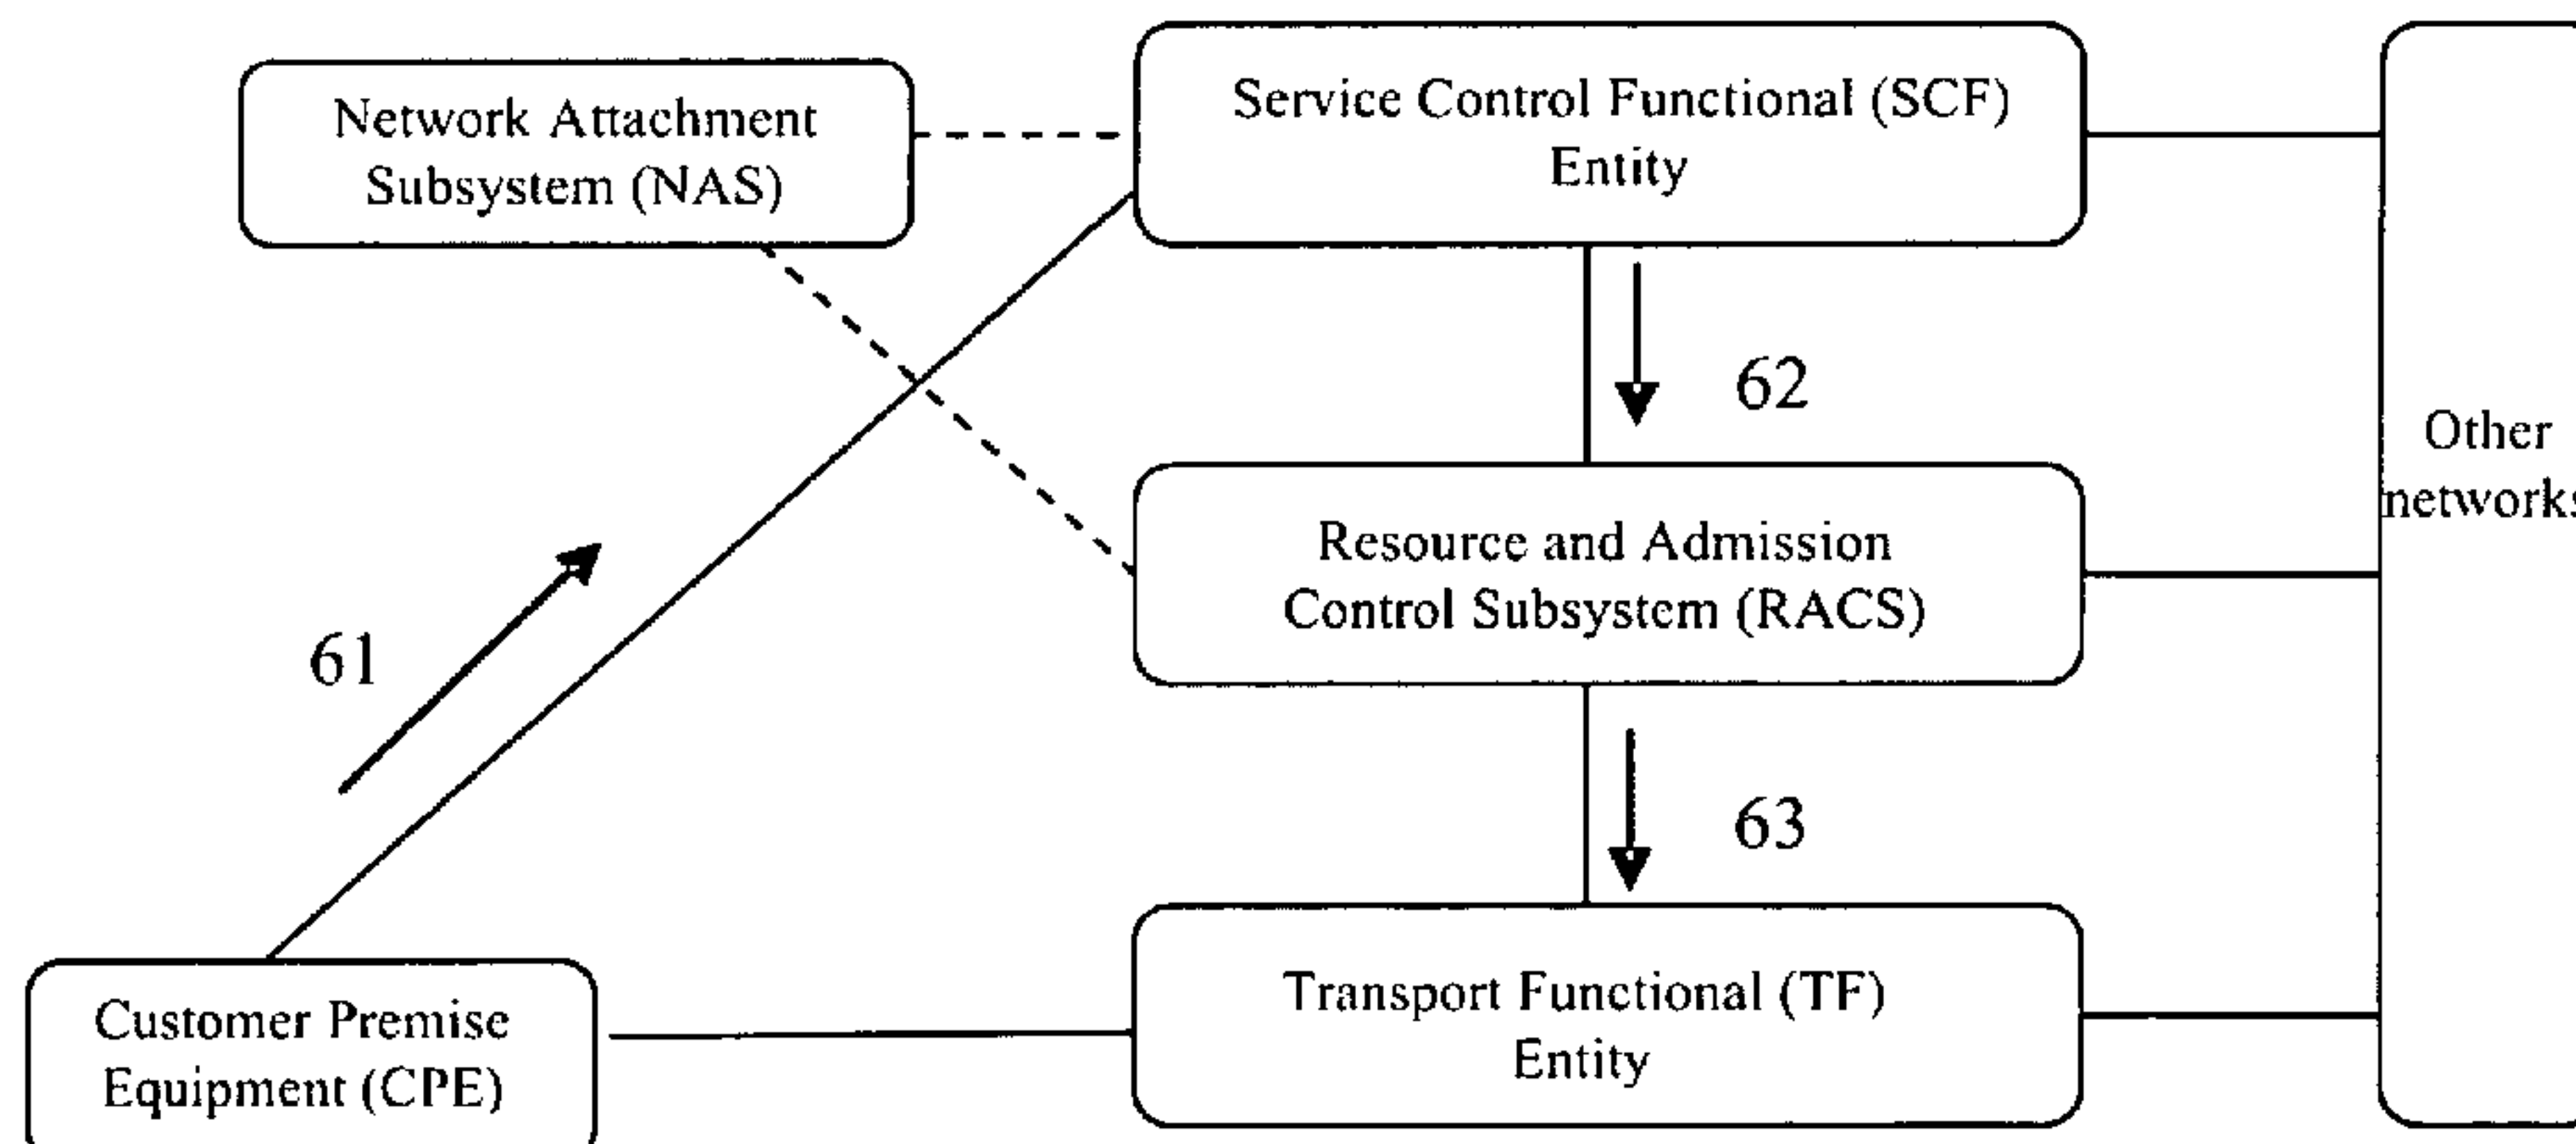 Network Attachment
Subsystem (NAS)
Service Control Functional (SCF)
Entity
62
Other
networks
Resource and Admission
Control Subsystem (RACS)
61
63
Transport Functional (TF)
Entity
Customer Premise
Equipment (CPE)